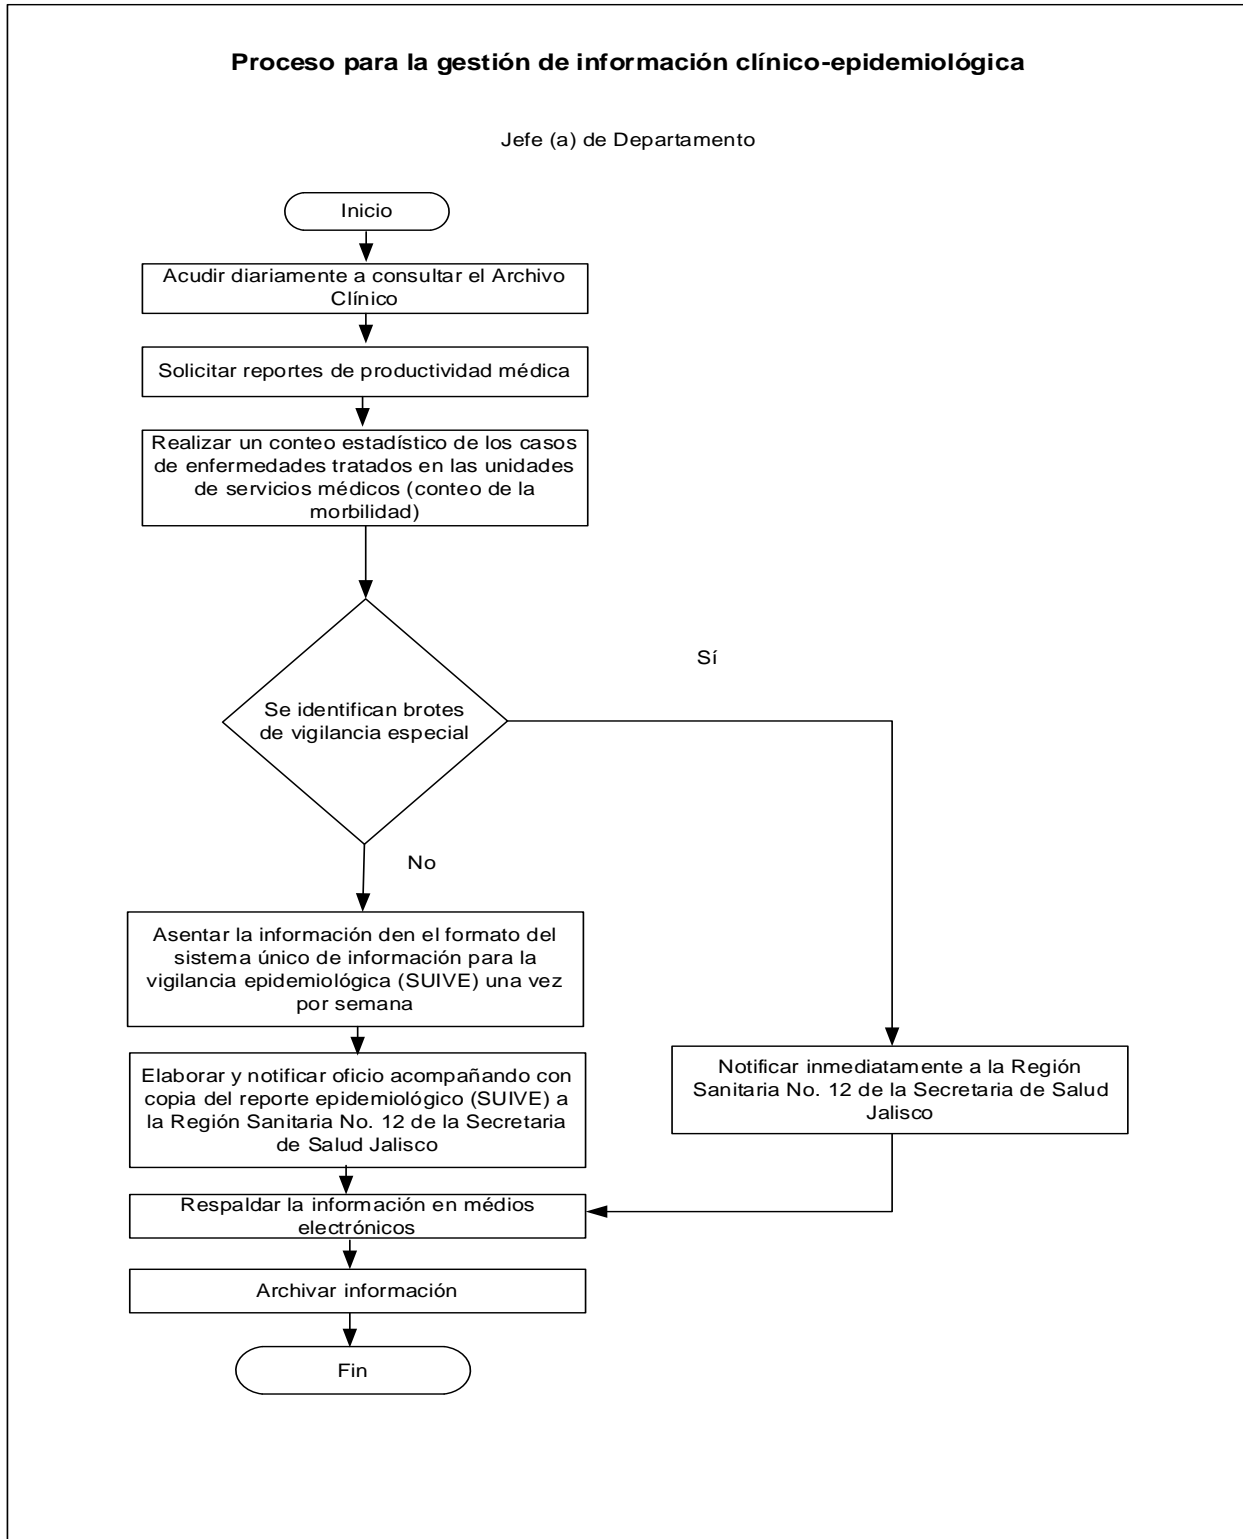 Proceso para la gestión de información clínico-epidemiológica
Jefe (a) de Departamento
Inicio
Acudir diariamente a consultar el Archivo
Clínico
Solicitar reportes de productividad médica
Realizar un conteo estadístico de los casos
de enfermedades tratados en las unidades
de servicios médicos (conteo de la
morbilidad)
Se identifican brotes
de vigilancia especial
Sí
No
Asentar la información den el formato del
sistema único de información para la
vigilancia epidemiológica (SUIVE) una vez
por semana
Elaborar y notificar oficio acompañando con
copia del reporte epidemiológico (SUIVE) a
la Región Sanitaria No. 12 de la Secretaria
de Salud Jalisco
Notificar inmediatamente a la Región
Sanitaria No. 12 de la Secretaria de Salud
Jalisco
Respaldar la información en médios
electrónicos
Archivar información
Fin